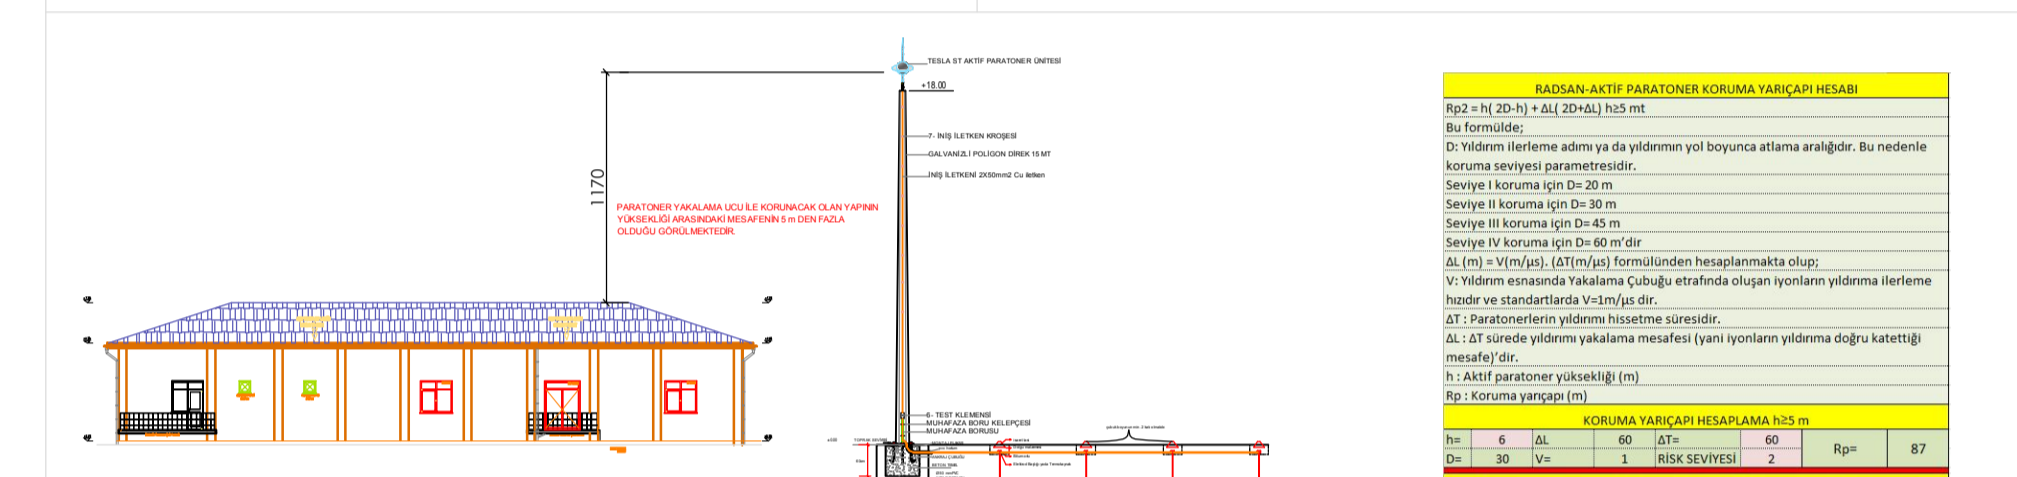 TESLA ST AKTİF PARATONER ÜNİTESİ
+18.00
7- İNİŞ İLETKEN KROŞESİ
GALVANİZLİ POLİGON DİREK 15 MT
İNİŞ İLETKENİ 2X50mm2 Cu iletken
1170
PARATONER YAKALAMA UCU İLE KORUNACAK OLAN YAPININ
YÜKSEKLİĞİ ARASINDAKİ MESAFENİN 5 m DEN FAZLA
OLDUĞU GÖRÜLMEKTEDİR.
6- TEST KLEMENSİ
MUHAFAZA BORU KELEPÇESİ
MUHAFAZA BORUSU
RADSAN-AKTİF PARATONER KORUMA YARIÇAPI HESABI
Rp2 = h( 2D-h) + ΔL( 2D+ΔL) h≥5 mt
Bu formülde;
D: Yıldırım ilerleme adımı ya da yıldırımın yol boyunca atlama aralığıdır. Bu nedenle
koruma seviyesi parametresidir.
Seviye I koruma için D= 20 m
Seviye II koruma için D= 30 m
Seviye III koruma için D= 45 m
Seviye IV koruma için D= 60 m'dir
ΔL (m) = V(m/µs). (ΔT(m/µs) formülünden hesaplanmakta olup;
V: Yıldırım esnasında Yakalama Çubuğu etrafında oluşan iyonların yıldırıma ilerleme
hızıdır ve standartlarda V=1m/µs dir.
ΔT : Paratonerlerin yıldırımı hissetme süresidir.
ΔL : ΔT sürede yıldırımı yakalama mesafesi (yani iyonların yıldırıma doğru katettiği
mesafe)'dir.
h : Aktif paratoner yüksekliği (m)
Rp : Koruma yarıçapı (m)
KORUMA YARIÇAPI HESAPLAMA h≥5 m
h= 6 ΔL 60 ΔT= 60 Rp= 87
D= 30 V= 1 RİSK SEVİYESİ 2